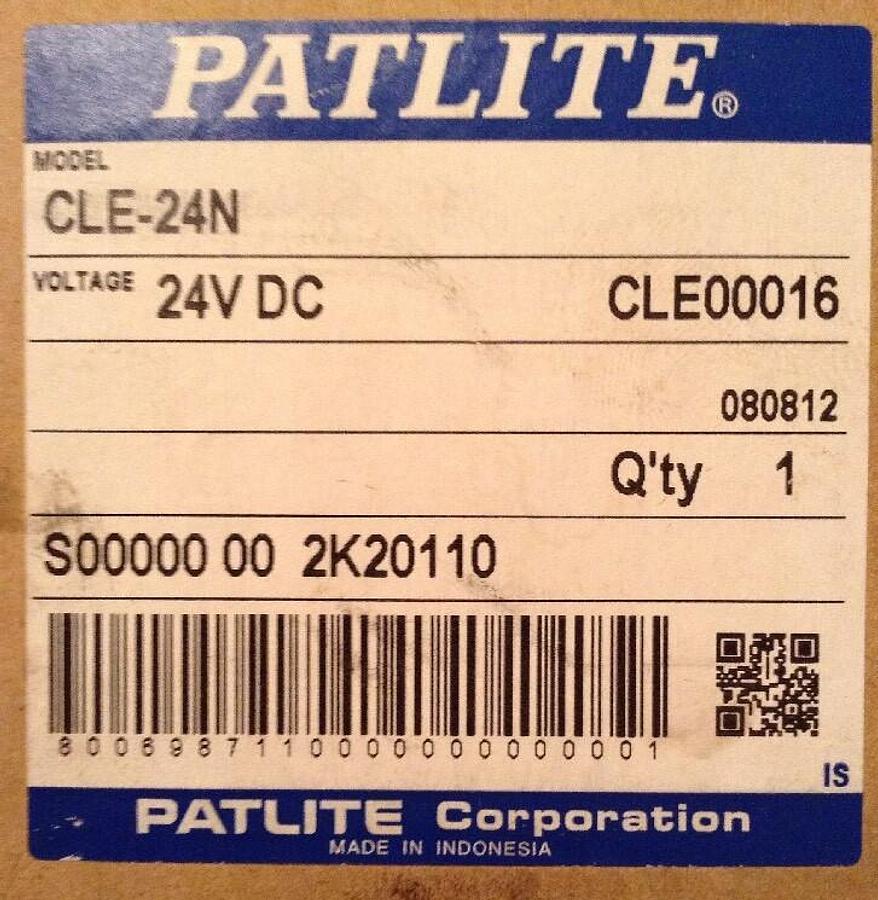 PATLITE®
MODEL
CLE-24N
VOLTAGE 24V DC CLE00016
080812
Q'ty 1
S00000 00 2K20110
8006987110000000000001
IS
PATLITE Corporation
MADE IN INDONESIA